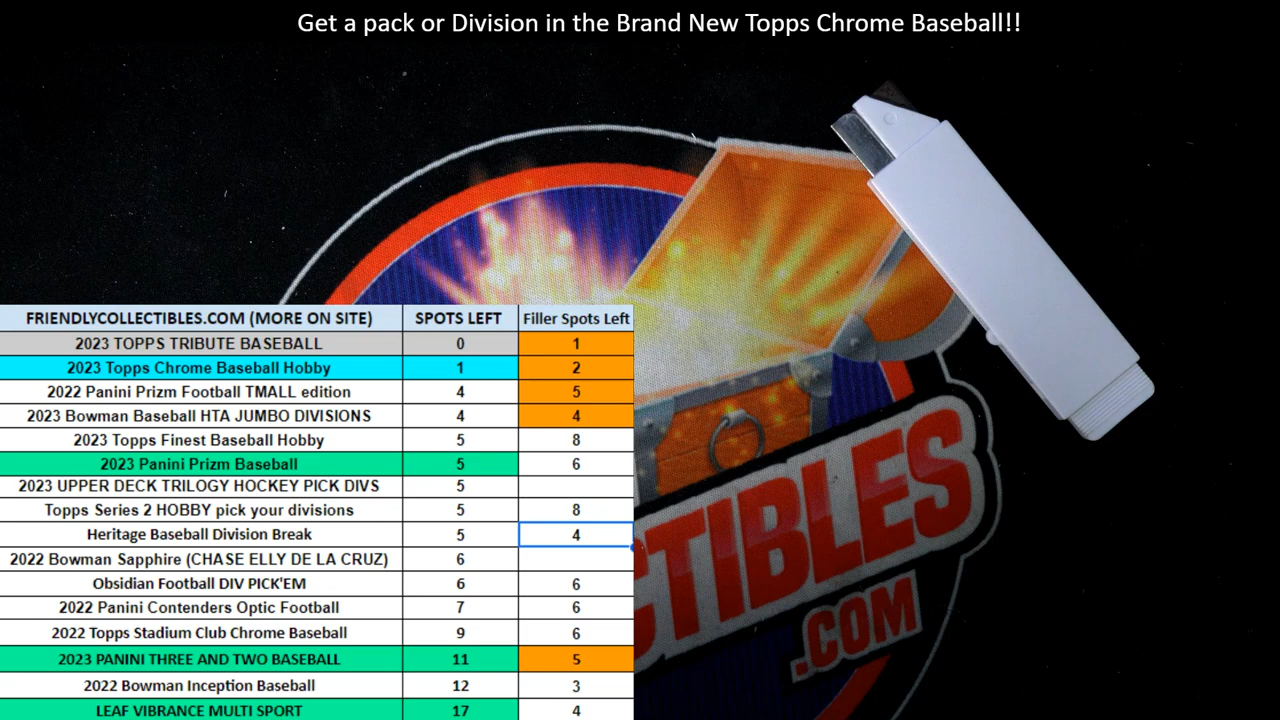 Get a pack or Division in the Brand New Topps Chrome Baseball!!
FRIENDLYCOLLECTIBLES.COM (MORE ON SITE) SPOTS LEFT Filler Spots Left
2023 TOPPS TRIBUTE BASEBALL 0 1
2023 Topps Chrome Baseball Hobby 1 2
2022 Panini Prizm Football TMALL edition 4 5
2023 Bowman Baseball HTA JUMBO DIVISIONS 4 4
2023 Topps Finest Baseball Hobby 5 8
2023 Panini Prizm Baseball 5 6
2023 UPPER DECK TRILOGY HOCKEY PICK DIVS 5
Topps Series 2 HOBBY pick your divisions 5 8
Heritage Baseball Division Break 5 4
2022 Bowman Sapphire (CHASE ELLY DE LA CRUZ) 6
Obsidian Football DIV PICK'EM 6 6
2022 Panini Contenders Optic Football 7 6
2022 Topps Stadium Club Chrome Baseball 9 6
2023 PANINI THREE AND TWO BASEBALL 11 5
2022 Bowman Inception Baseball 12 3
LEAF VIBRANCE MULTI SPORT 17 4
CTIBLES
.COM